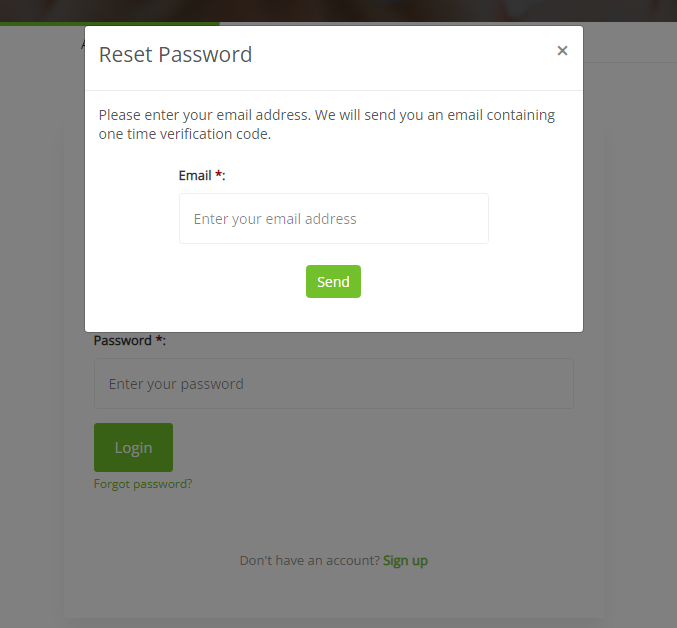 Reset Password ×
Please enter your email address. We will send you an email containing
one time verification code.
Email *:
Enter your email address
Send
Password *:
Enter your password
Login
Forgot password?
Don't have an account? Sign up